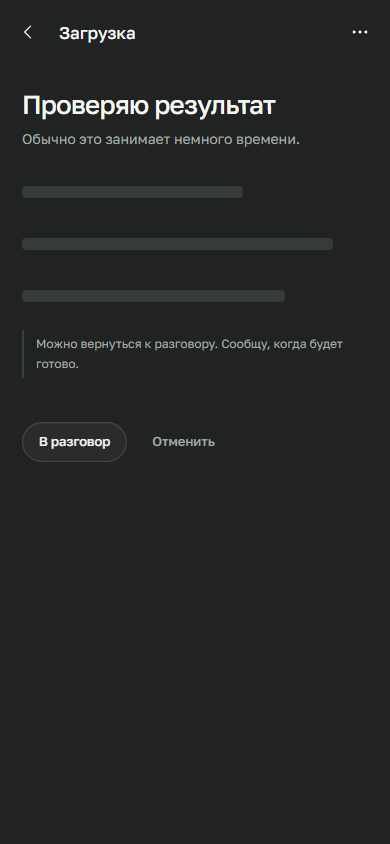 Загрузка
Проверяю результат
Обычно это занимает немного времени.
Можно вернуться к разговору. Сообщу, когда будет
готово.
В разговор
Отменить